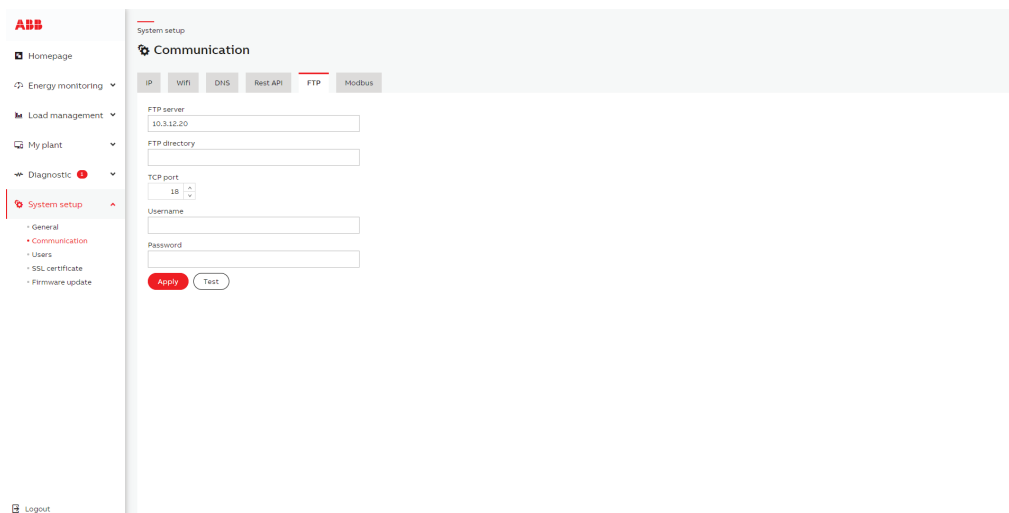 ABB
Homepage
Energy monitoring
Load management
My plant
Diagnostic 1
System setup
General
Communication
Users
SSL certificate
Firmware update
Logout
System setup
Communication
IP Wifi DNS Rest API FTP Modbus
FTP server
10.3.12.20
FTP directory
TCP port
18
Username
Password
Apply Test